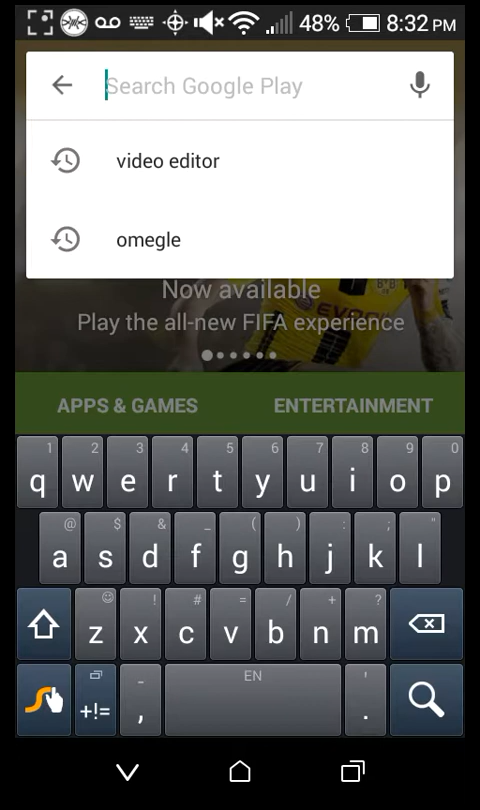 48% 8:32 PM
Search Google Play
video editor
omegle
Now available
Play the all-new FIFA experience
APPS & GAMES ENTERTAINMENT
1 2 3 4 5 6 7 8 9 0
q w e r t y u i o p
@ $ & _ ( ) : ; "
a s d f g h j k l
! # = / + ?
z x c v b n m
- EN '
+!= , .